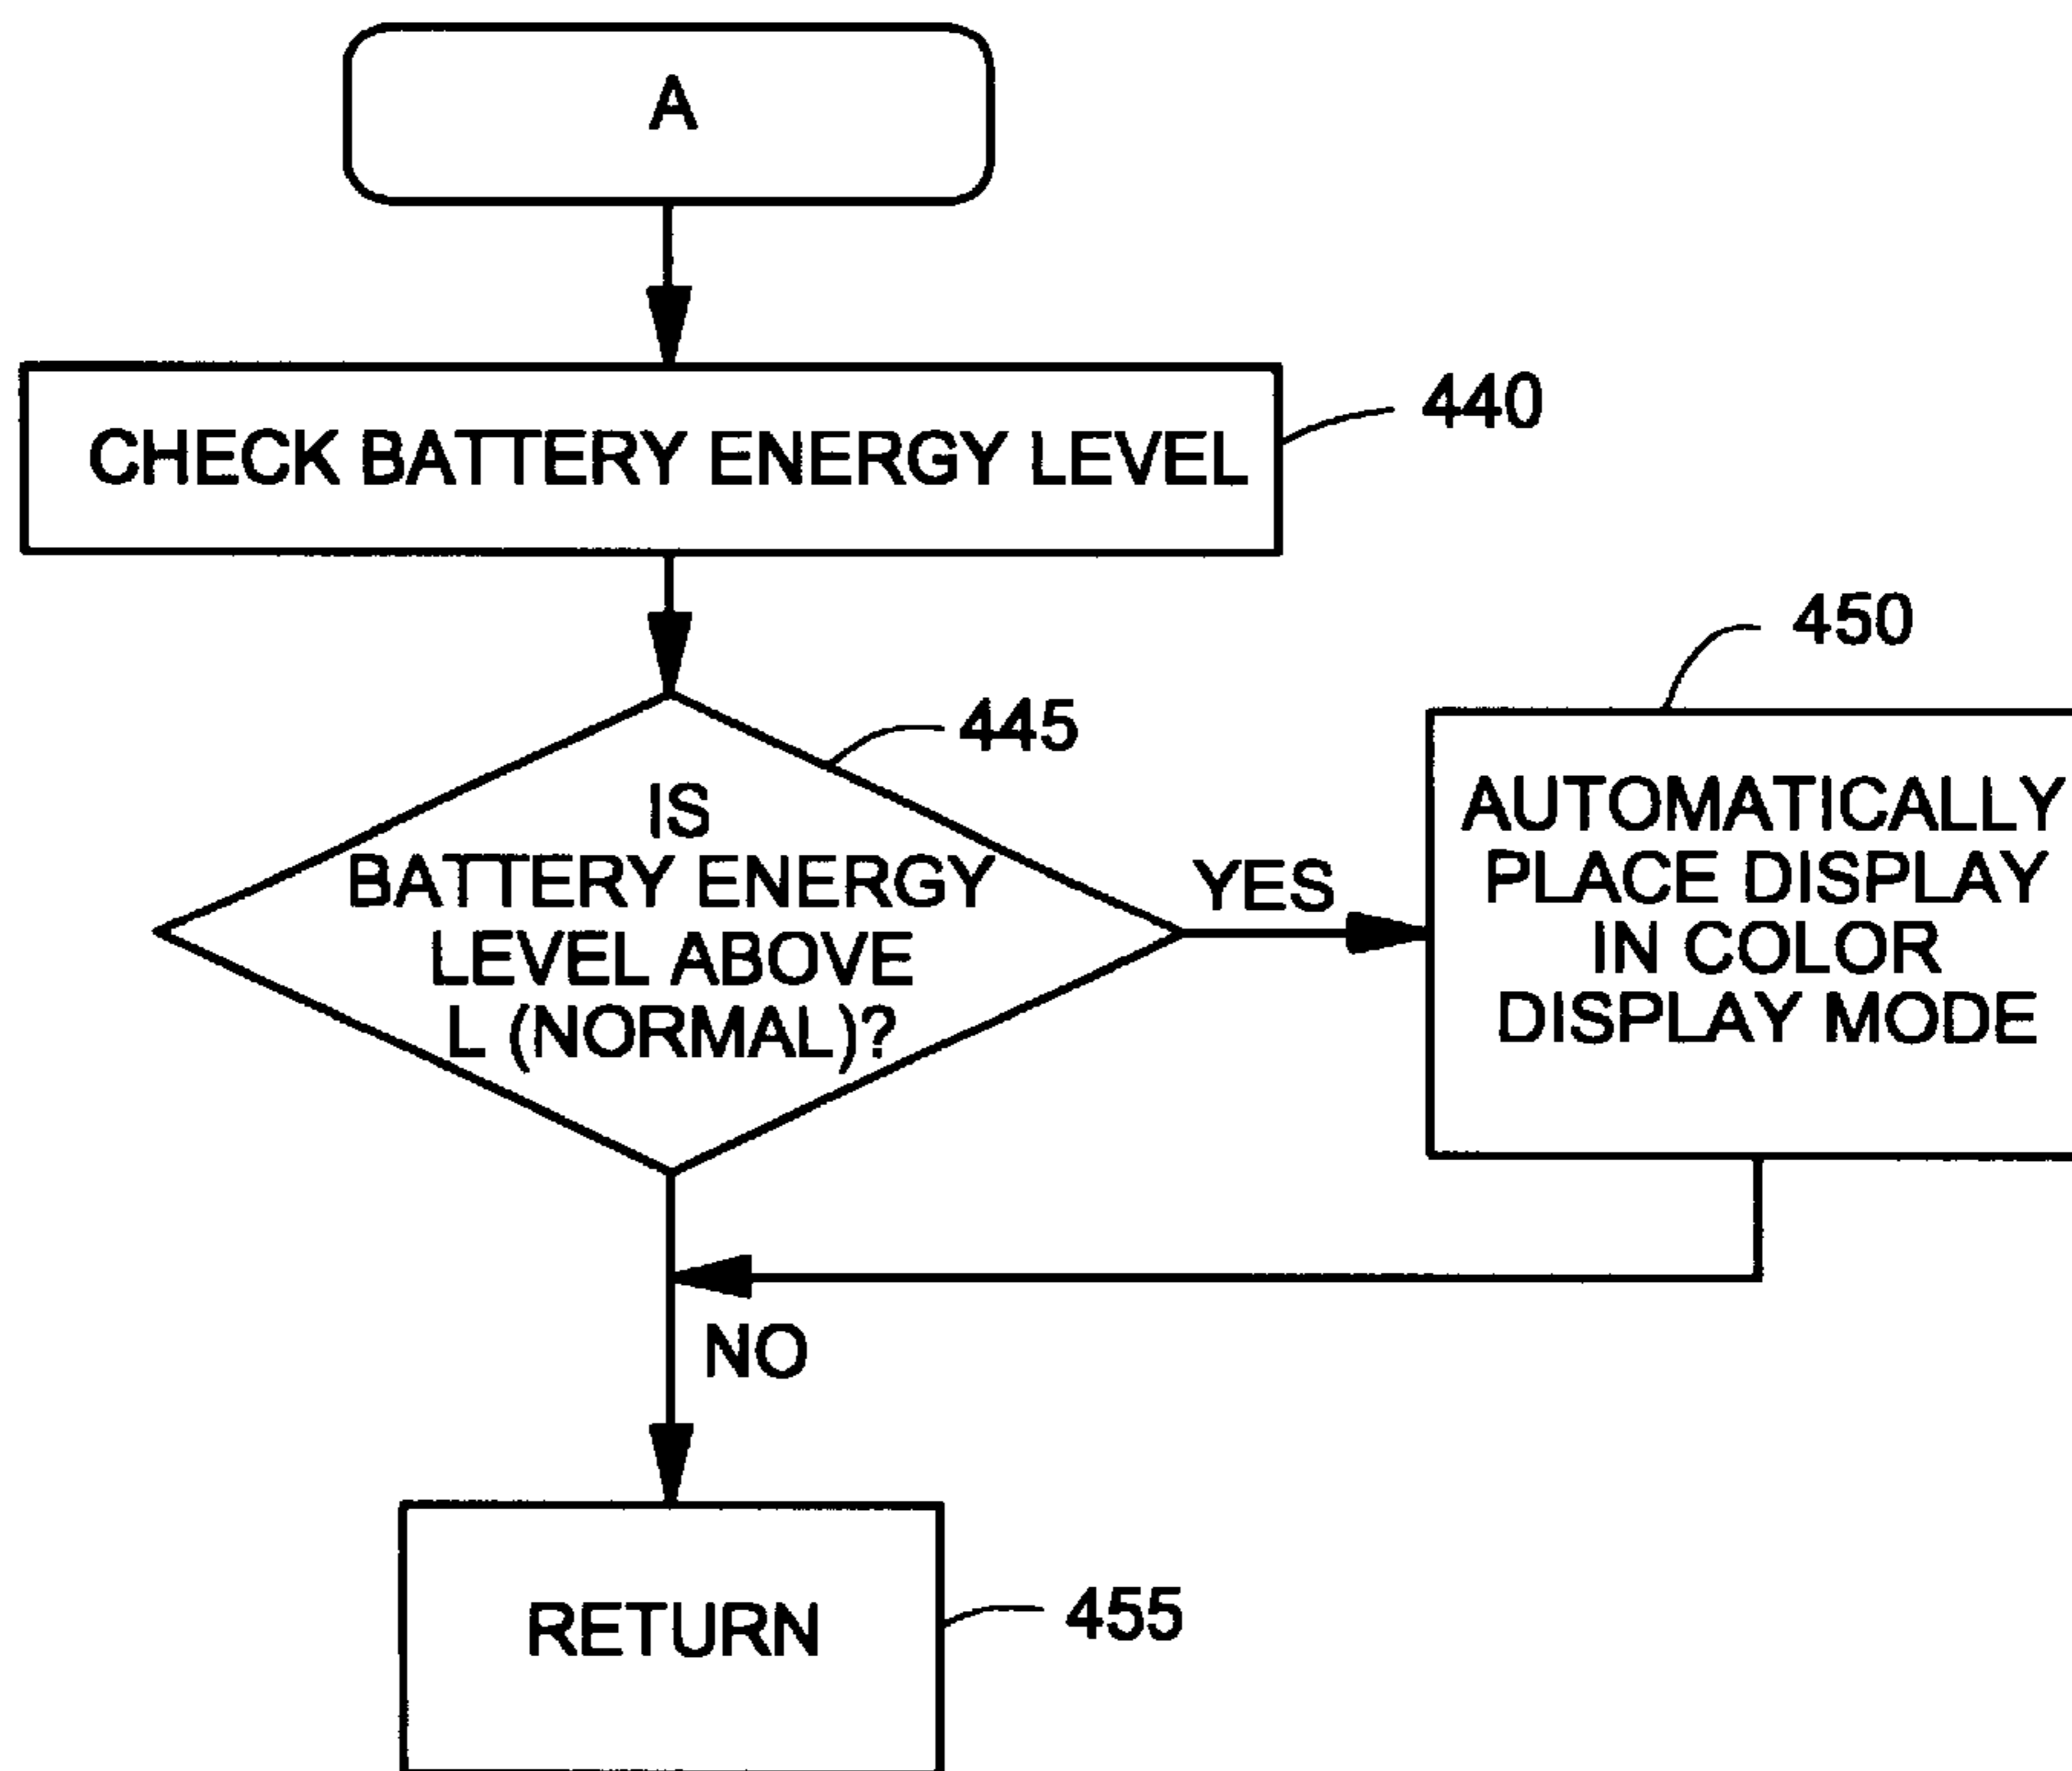 A
CHECK BATTERY ENERGY LEVEL
440
445
IS
BATTERY ENERGY
LEVEL ABOVE
L (NORMAL)?
YES
450
AUTOMATICALLY
PLACE DISPLAY
IN COLOR
DISPLAY MODE
NO
RETURN
455